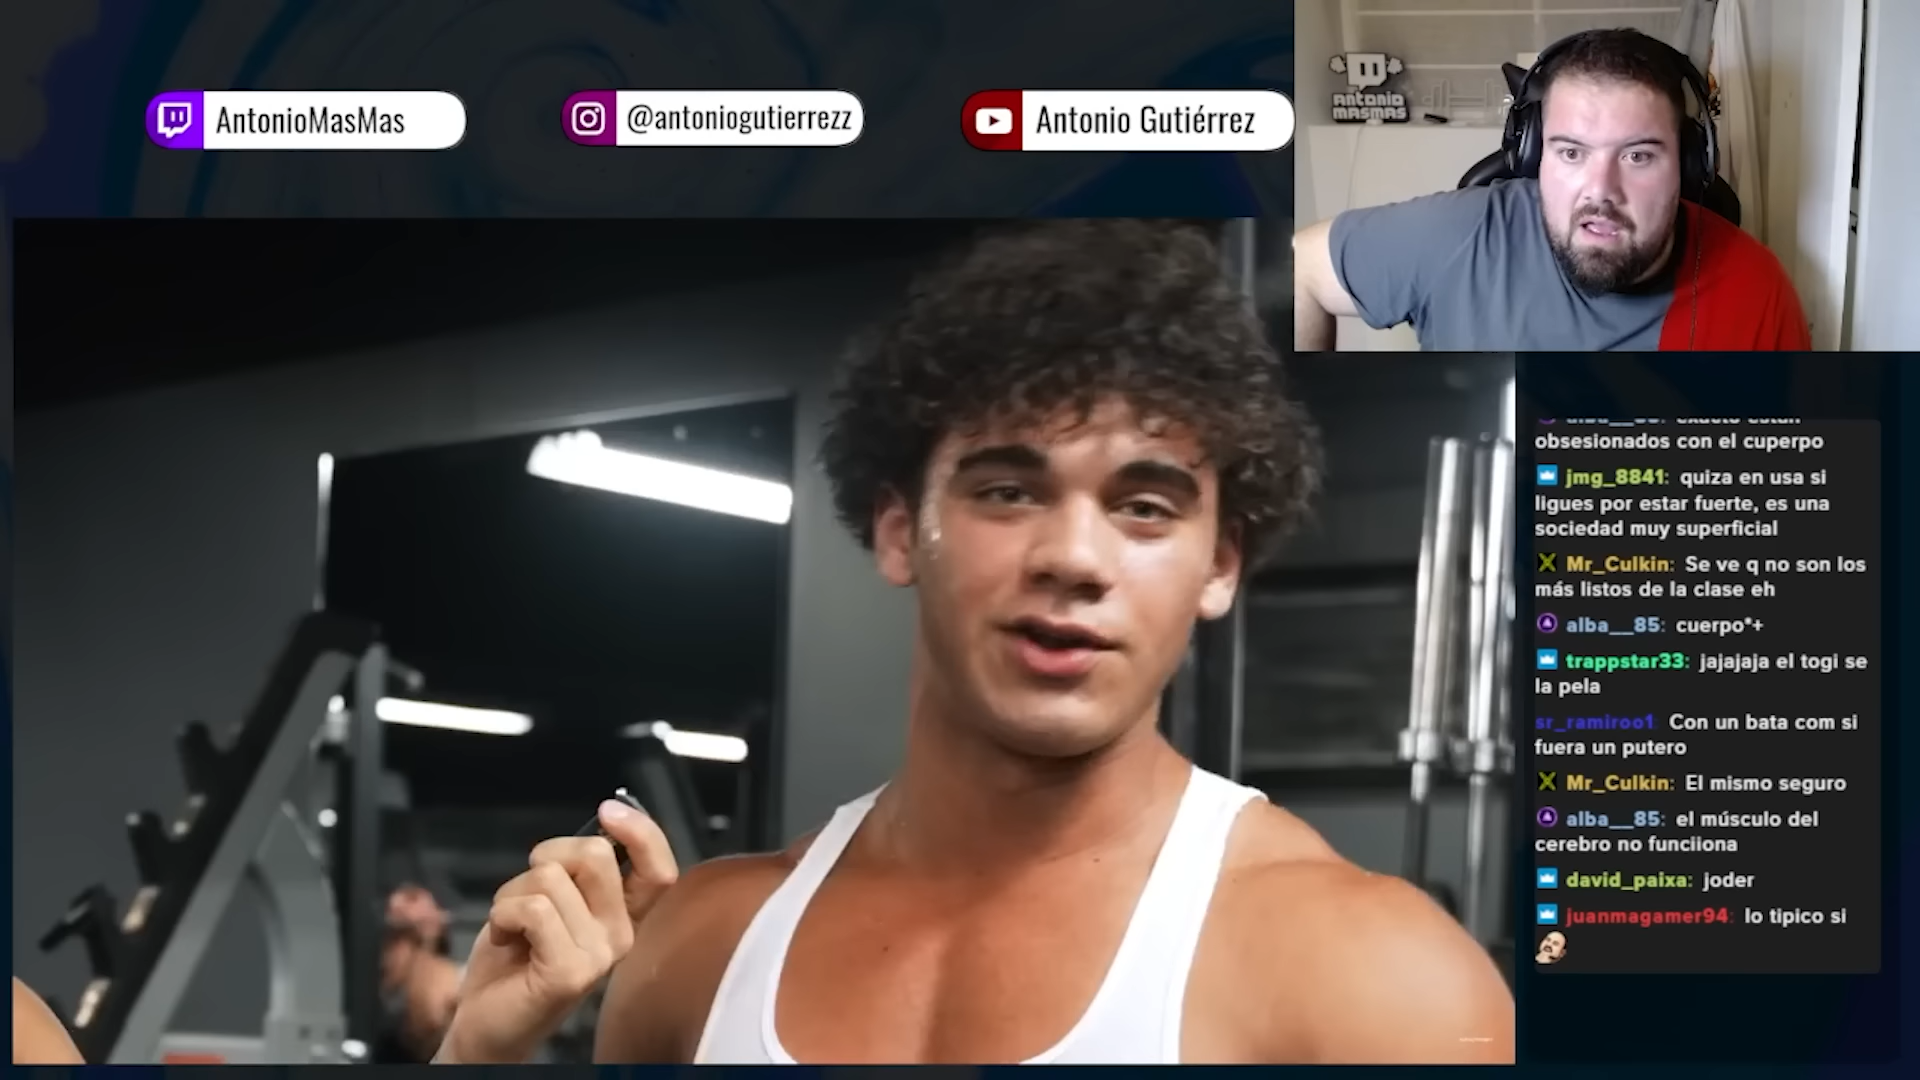 AntonioMasMas
@antoniogutierrezz
Antonio Gutiérrez
Antonio
MASMAS
obsesionados con el cuperpo
jmg_8841: quiza en usa si
ligues por estar fuerte, es una
sociedad muy superficial
Mr_Culkin: Se ve q no son los
más listos de la clase eh
alba__85: cuerpo*+
trappstar33: jajajaja el togi se
la pela
sr_ramiroo1: Con un bata com si
fuera un putero
Mr_Culkin: El mismo seguro
alba__85: el músculo del
cerebro no funciiona
david_paixa: joder
juanmagamer94: lo tipico si